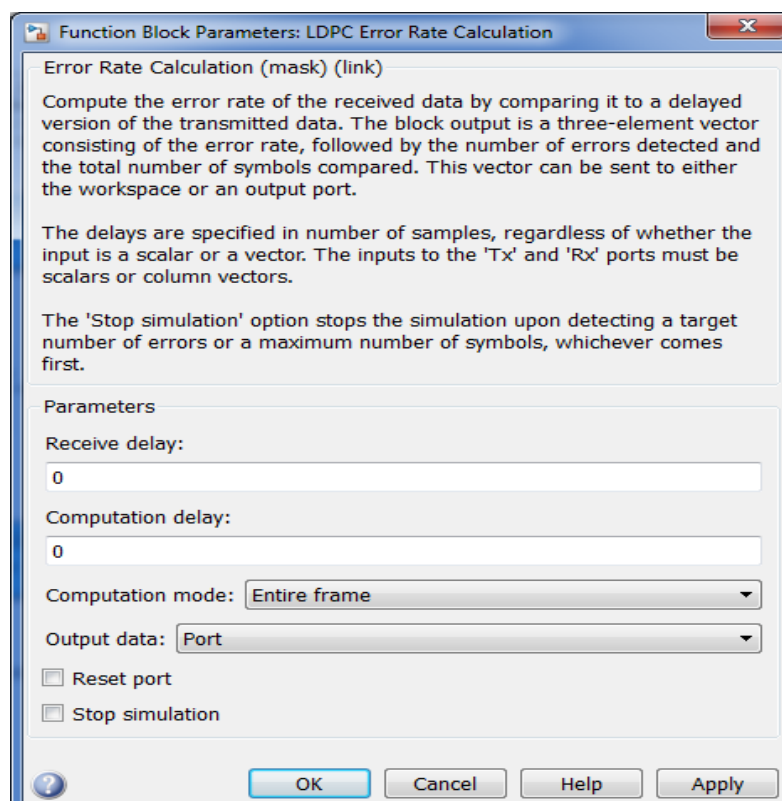 Function Block Parameters: LDPC Error Rate Calculation
Error Rate Calculation (mask) (link)
Compute the error rate of the received data by comparing it to a delayed
version of the transmitted data. The block output is a three-element vector
consisting of the error rate, followed by the number of errors detected and
the total number of symbols compared. This vector can be sent to either
the workspace or an output port.
The delays are specified in number of samples, regardless of whether the
input is a scalar or a vector. The inputs to the 'Tx' and 'Rx' ports must be
scalars or column vectors.
The 'Stop simulation' option stops the simulation upon detecting a target
number of errors or a maximum number of symbols, whichever comes
first.
Parameters
Receive delay:
0
Computation delay:
0
Computation mode: Entire frame
Output data: Port
Reset port
Stop simulation
? OK Cancel Help Apply